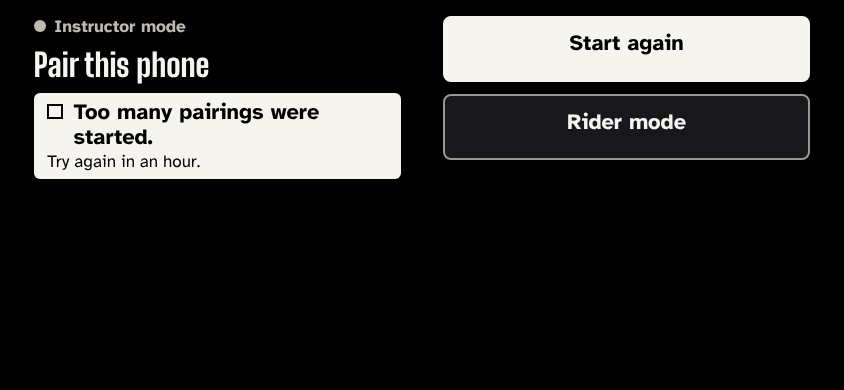 Instructor mode
Pair this phone
Too many pairings were
started.
Try again in an hour.
Start again
Rider mode